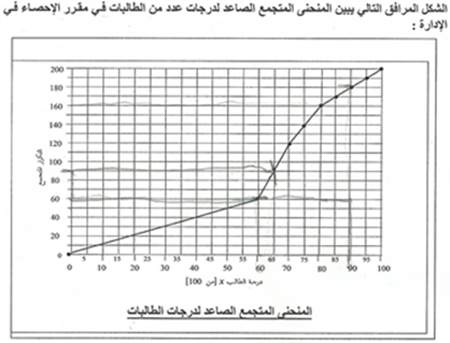 الشكل المرافق التالي يبين المنحنى المتجمع الصاعد لدرجات عدد من الطالبات في مقرر الإحصاء في
الإدارة :
200
180
160
140
120
100
80
60
40
20
0
التكرار المتجمع
0 5 10 15 20 25 30 35 40 45 50 55 60 65 70 75 80 85 90 95 100
درجة الطالب x [من 100]
المنحنى المتجمع الصاعد لدرجات الطالبات